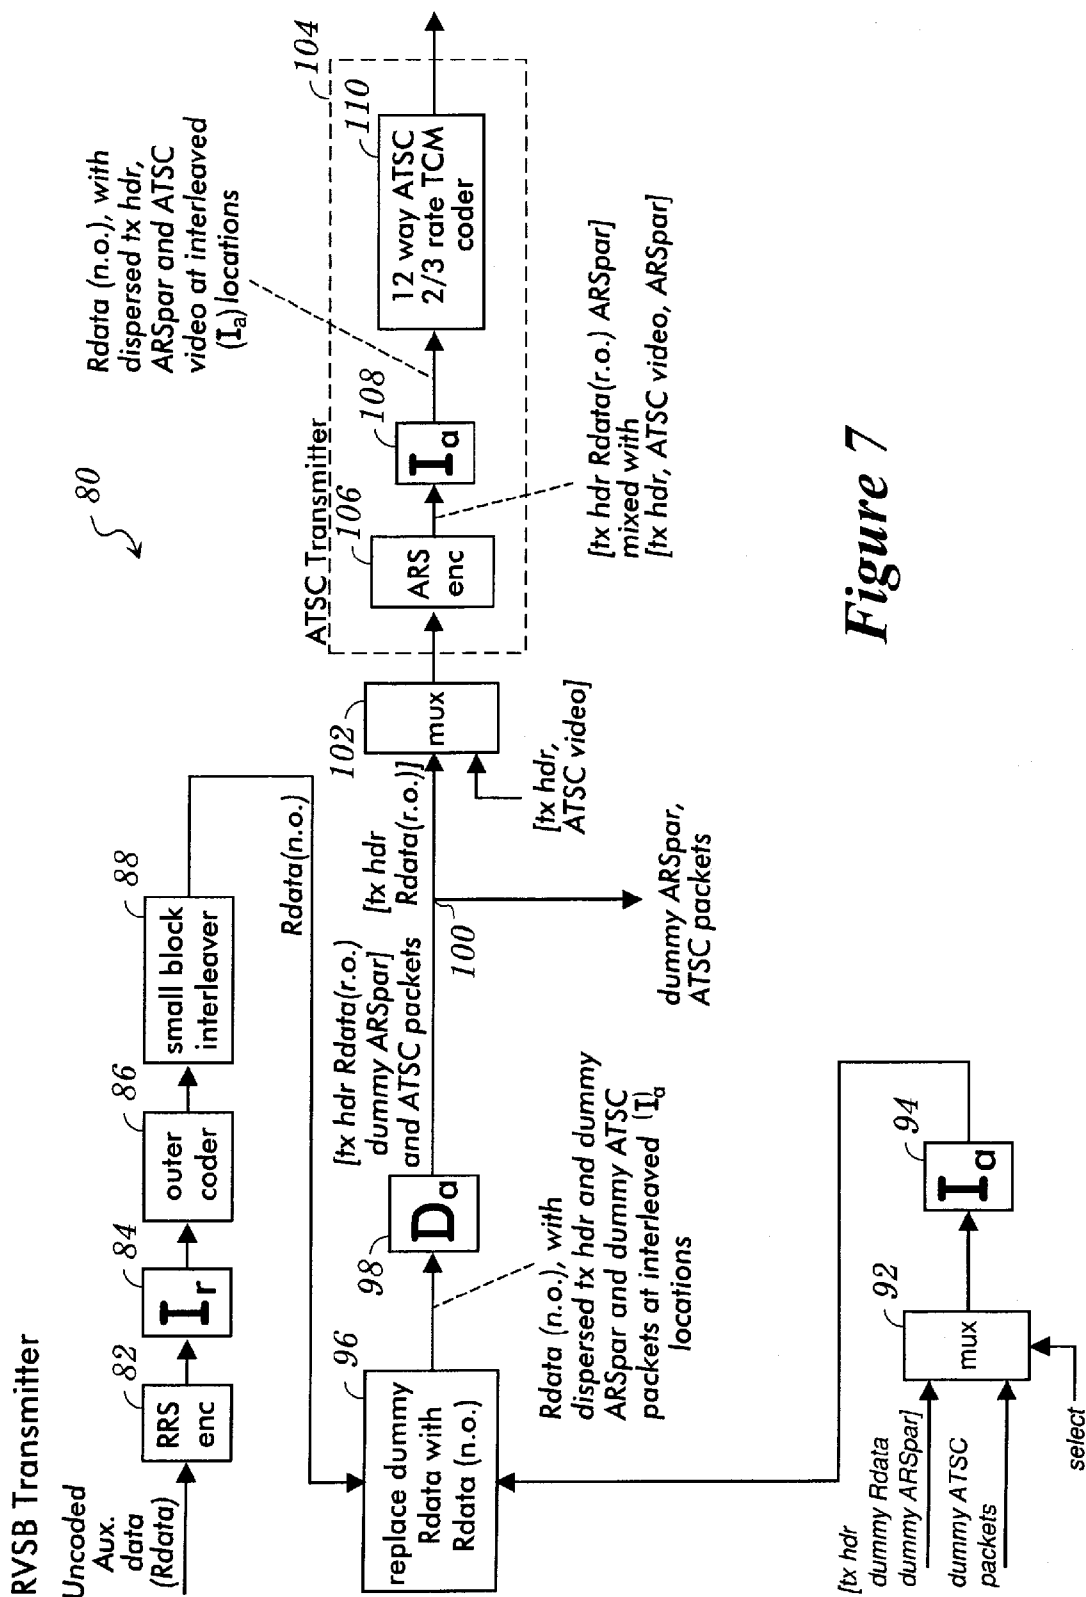 RVSB Transmitter
Uncoded
Aux.
data
(Rdata)
82
RRS
enc
84
Ir
86
outer
coder
88
small block
interleaver
Rdata(n.o.)
80
96
replace dummy
Rdata with
Rdata (n.o.)
Rdata (n.o.), with
dispersed tx hdr and dummy
ARSpar and dummy ATSC
packets at interleaved (Ia)
locations
98
Da
[tx hdr Rdata(r.o.)
dummy ARSpar]
and ATSC packets
100
[tx hdr
Rdata(r.o.)]
dummy ARSpar,
ATSC packets
102
mux
[tx hdr,
ATSC video]
ATSC Transmitter
104
106
ARS
enc
[tx hdr Rdata(r.o.) ARSpar]
mixed with
[tx hdr, ATSC video, ARSpar]
108
Ia
Rdata (n.o.), with
dispersed tx hdr,
ARSpar and ATSC
video at interleaved
(Ia) locations
110
12 way ATSC
2/3 rate TCM
coder
[tx hdr
dummy Rdata
dummy ARSpar]
dummy ATSC
packets
select
92
mux
94
Ia
Figure 7